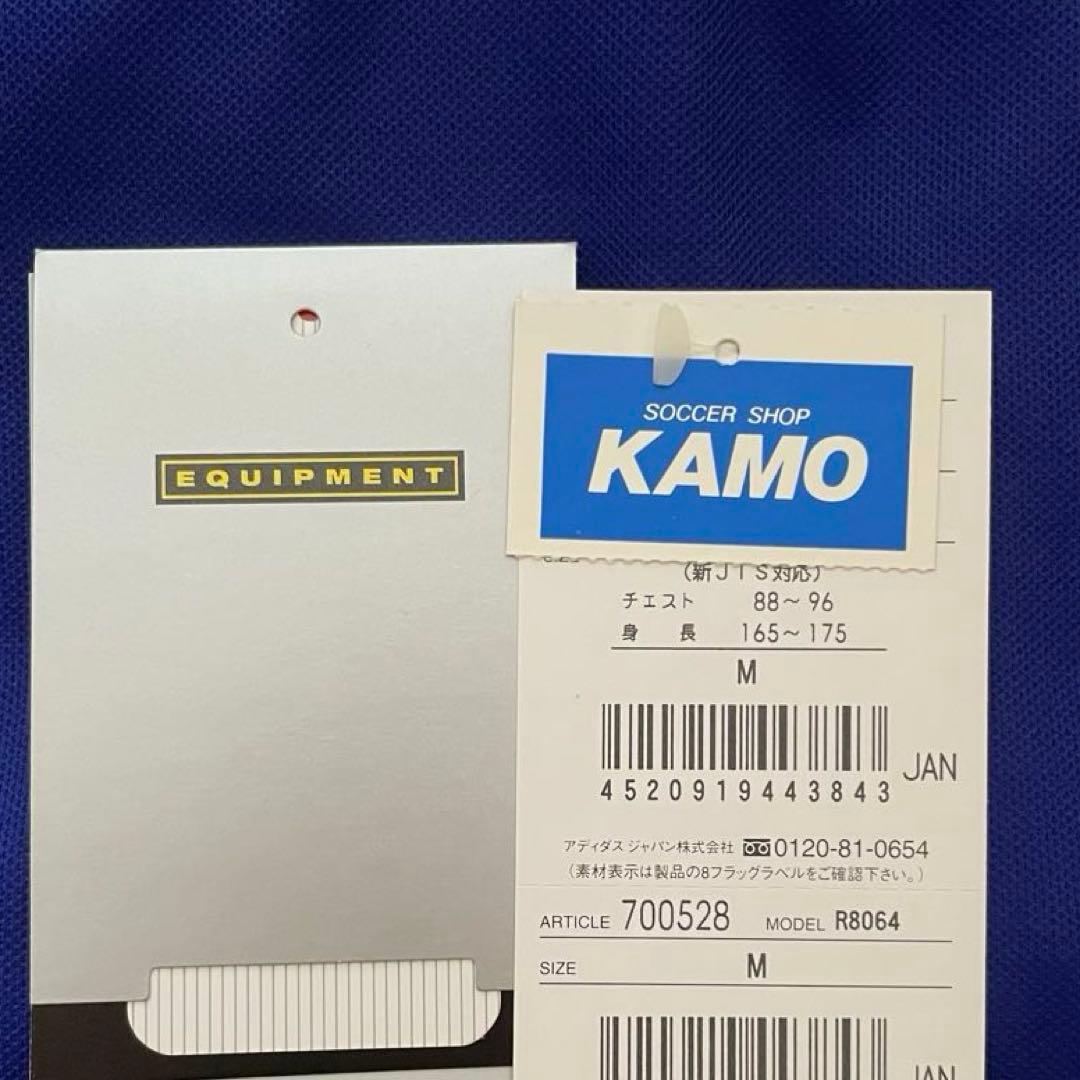 EQUIPMENT
SOCCER SHOP
KAMO
(新JIS対応)
チェスト 88~96
身 長 165~175
M
4520919443843
JAN
アディダス ジャパン株式会社 0120-81-0654
(素材表示は製品の8フラッグラベルをご確認下さい。)
ARTICLE 700528 MODEL R8064
SIZE M
JAN